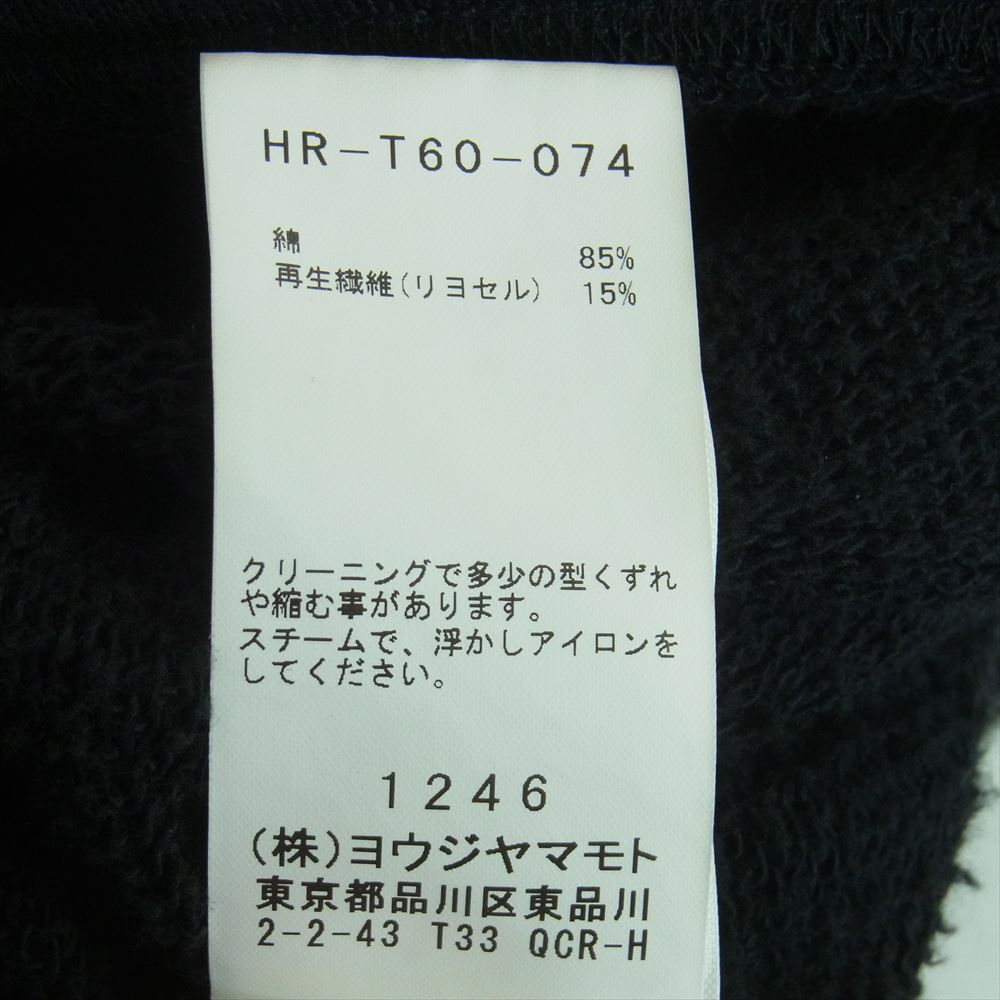 HR-T60-074
綿 85%
再生繊維(リヨセル) 15%
クリーニングで多少の型くずれ
や縮む事があります。
スチームで、浮かしアイロンを
してください。
1246
(株)ヨウジヤマモト
東京都品川区東品川
2-2-43 T33 QCR-H